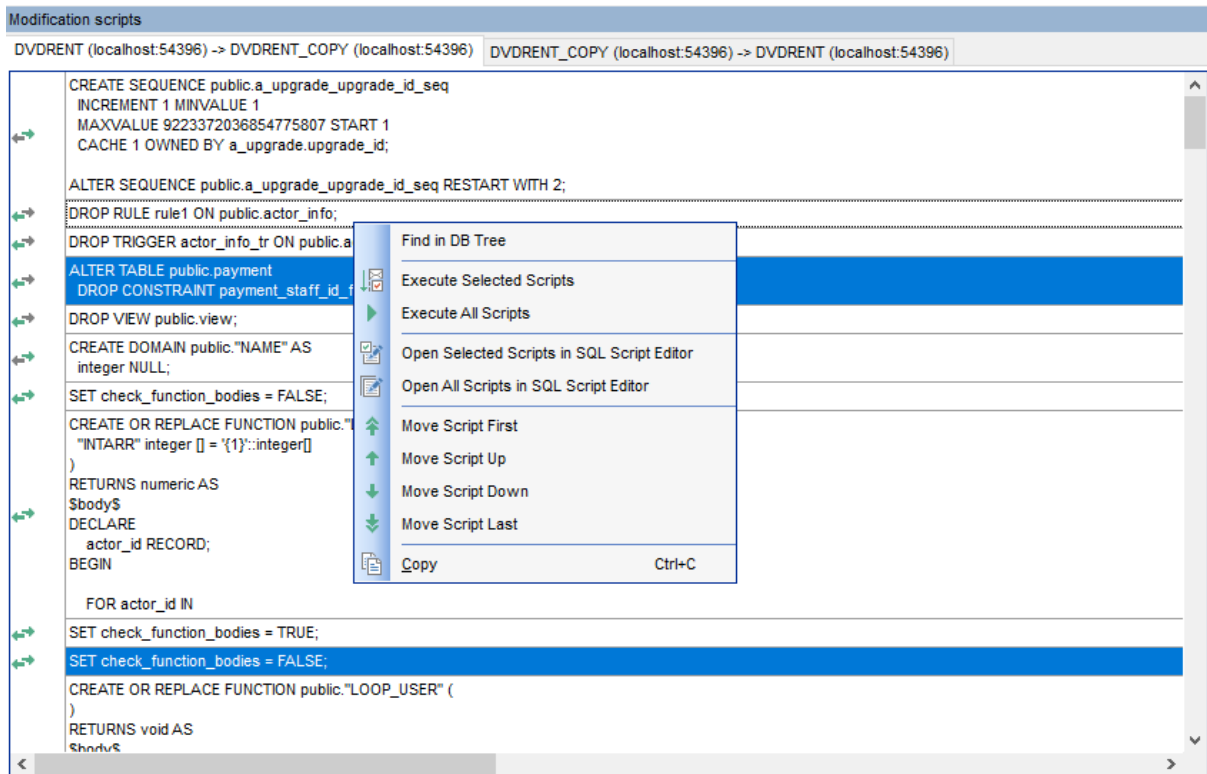 Modification scripts
DVDRENT (localhost:54396) -> DVDRENT_COPY (localhost:54396)
DVDRENT_COPY (localhost:54396) -> DVDRENT (localhost:54396)
CREATE SEQUENCE public.a_upgrade_upgrade_id_seq
INCREMENT 1 MINVALUE 1
MAXVALUE 9223372036854775807 START 1
CACHE 1 OWNED BY a_upgrade.upgrade_id;
ALTER SEQUENCE public.a_upgrade_upgrade_id_seq RESTART WITH 2;
DROP RULE rule1 ON public.actor_info;
DROP TRIGGER actor_info_tr ON public.a
ALTER TABLE public.payment
DROP CONSTRAINT payment_staff_id_f
DROP VIEW public.view;
CREATE DOMAIN public."NAME" AS
integer NULL;
SET check_function_bodies = FALSE;
CREATE OR REPLACE FUNCTION public."
"INTARR" integer [] = '{1}'::integer[]
)
RETURNS numeric AS
$body$
DECLARE
actor_id RECORD;
BEGIN
FOR actor_id IN
SET check_function_bodies = TRUE;
SET check_function_bodies = FALSE;
CREATE OR REPLACE FUNCTION public."LOOP_USER" (
)
RETURNS void AS
$body$
Find in DB Tree
Execute Selected Scripts
Execute All Scripts
Open Selected Scripts in SQL Script Editor
Open All Scripts in SQL Script Editor
Move Script First
Move Script Up
Move Script Down
Move Script Last
Copy Ctrl+C